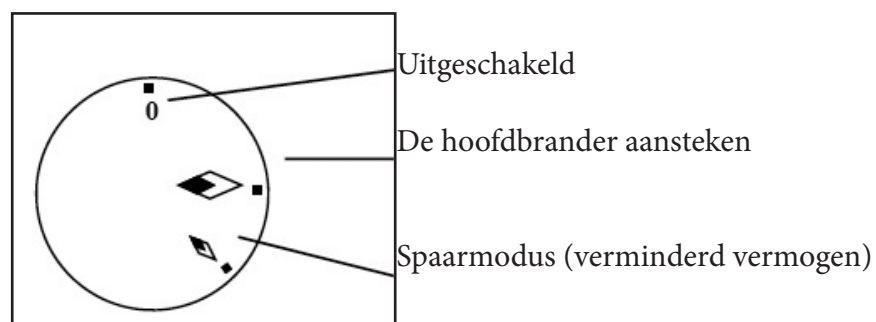 Uitgeschakeld
0
De hoofdbrander aansteken
Spaarmodus (verminderd vermogen)